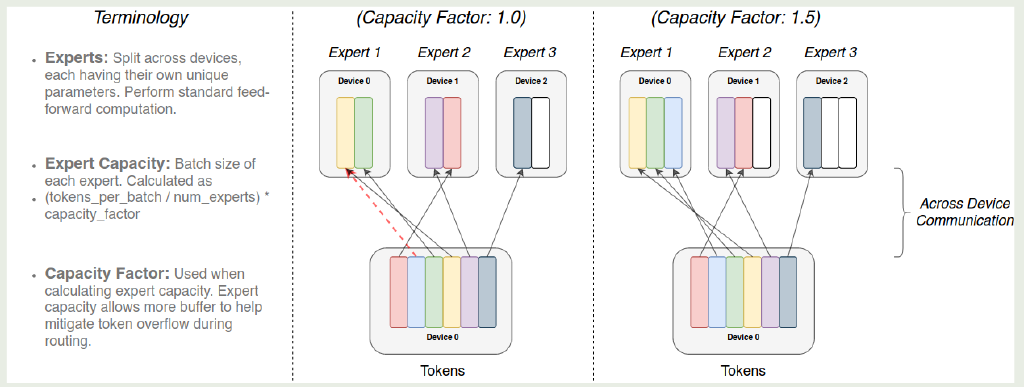 Terminology
• Experts: Split across devices,
each having their own unique
parameters. Perform standard feed-
forward computation.
• Expert Capacity: Batch size of
each expert. Calculated as
• (tokens_per_batch / num_experts) *
capacity_factor
• Capacity Factor: Used when
calculating expert capacity. Expert
capacity allows more buffer to help
mitigate token overflow during
routing.
(Capacity Factor: 1.0)
Expert 1 Expert 2 Expert 3
Device 0 Device 1 Device 2
Device 0
Tokens
(Capacity Factor: 1.5)
Expert 1 Expert 2 Expert 3
Device 0 Device 1 Device 2
Device 0
Tokens
Across Device
Communication